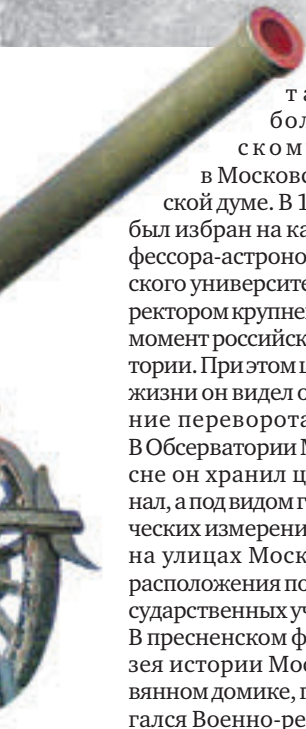 та
бол
ском
в Московс
ской думе. В 1
был избран на ка
фессора-астроно
ского университе
ректором крупне
момент российск
тории. При этом ц
жизни он видел о
ние переворота
В Обсерватории М
сне он хранил ц
нал, а под видом г
ческих измерени
на улицах Моск
расположения по
сударственных уч
В пресненском ф
зея истории Мос
вянном домике, г
гался Военно-ре